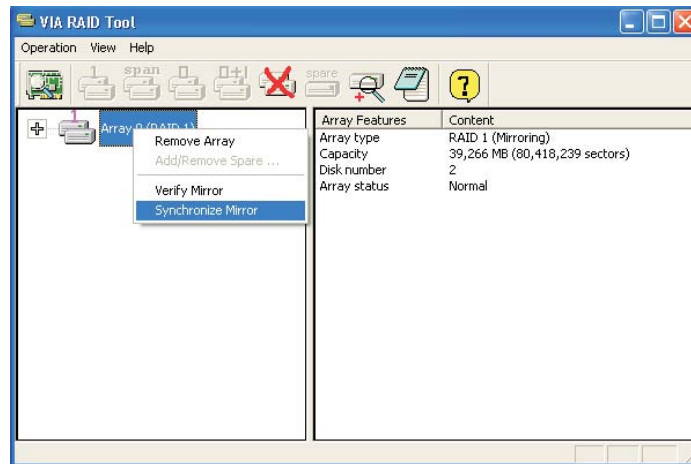 VIA RAID Tool
Operation View Help
1 span spare
1
Array 0 (RAID 1)
Remove Array
Add/Remove Spare ...
Verify Mirror
Synchronize Mirror
Array Features Content
Array type RAID 1 (Mirroring)
Capacity 39,266 MB (80,418,239 sectors)
Disk number 2
Array status Normal